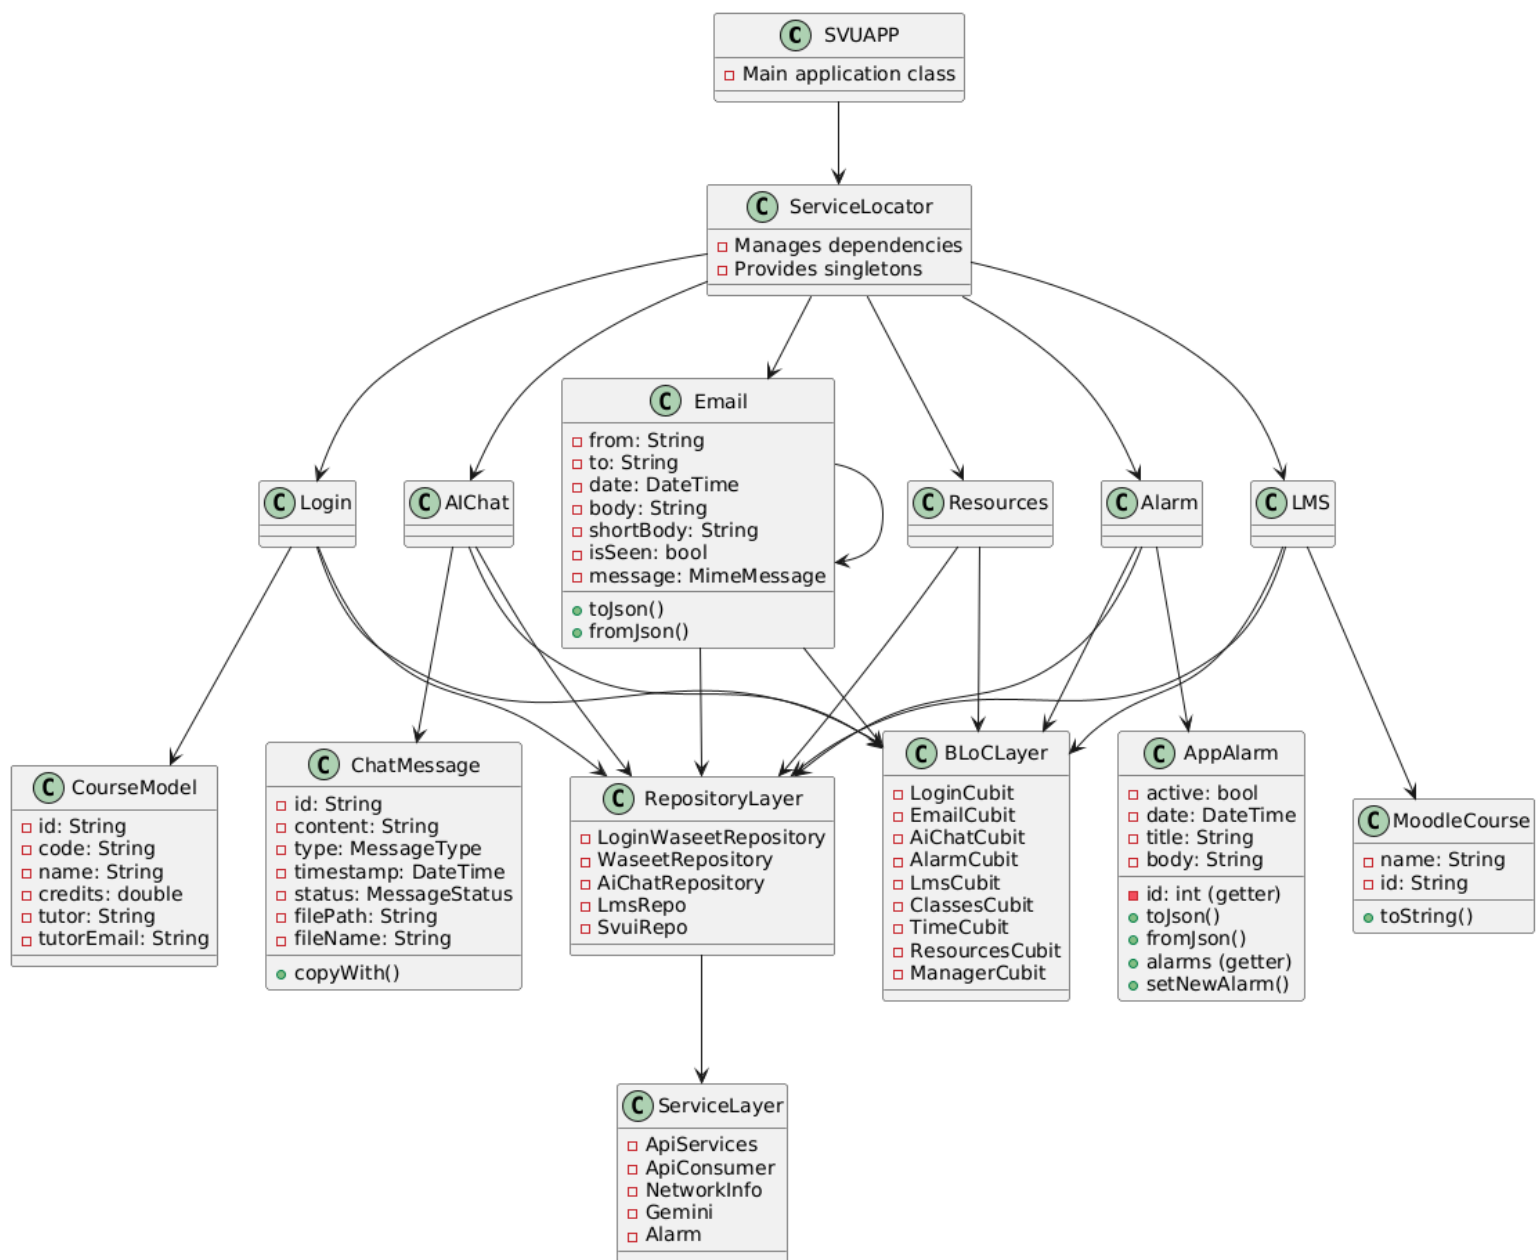 C SVUAPP
Main application class
C ServiceLocator
Manages dependencies
Provides singletons
C Email
from: String
to: String
date: DateTime
body: String
shortBody: String
isSeen: bool
message: MimeMessage
toJson()
fromJson()
C Login
C AIChat
C Resources
C Alarm
C LMS
C CourseModel
id: String
code: String
name: String
credits: double
tutor: String
tutorEmail: String
C ChatMessage
id: String
content: String
type: MessageType
timestamp: DateTime
status: MessageStatus
filePath: String
fileName: String
copyWith()
C RepositoryLayer
LoginWaseetRepository
WaseetRepository
AiChatRepository
LmsRepo
SvuiRepo
C BLoCLayer
LoginCubit
EmailCubit
AiChatCubit
AlarmCubit
LmsCubit
ClassesCubit
TimeCubit
ResourcesCubit
ManagerCubit
C AppAlarm
active: bool
date: DateTime
title: String
body: String
id: int (getter)
toJson()
fromJson()
alarms (getter)
setNewAlarm()
C MoodleCourse
name: String
id: String
toString()
C ServiceLayer
ApiServices
ApiConsumer
NetworkInfo
Gemini
Alarm